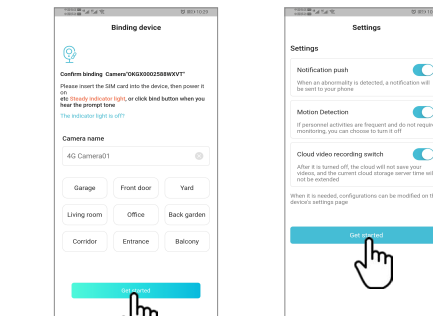 10:23
Binding device
Confirm binding Camera"OKGX0002588WXVT"
Please insert the SIM card into the device, then power it
on
etc Steady Indicator light, or click bind button when you
hear the prompt tone
The indicator light is off?
Camera name
4G Camera01
Garage
Front door
Yard
Living room
Office
Back garden
Corridor
Entrance
Balcony
Get started
Settings
Settings
Notification push
When an abnormality is detected, a notification will
be sent to your phone
Motion Detection
If personnel activities are frequent and do not require
monitoring, you can choose to turn it off
Cloud video recording switch
After it is turned off, the cloud will not save your
videos, and the current cloud storage server time will
not be extended
When it is needed, configurations can be modified on th
device's settings page
Get started